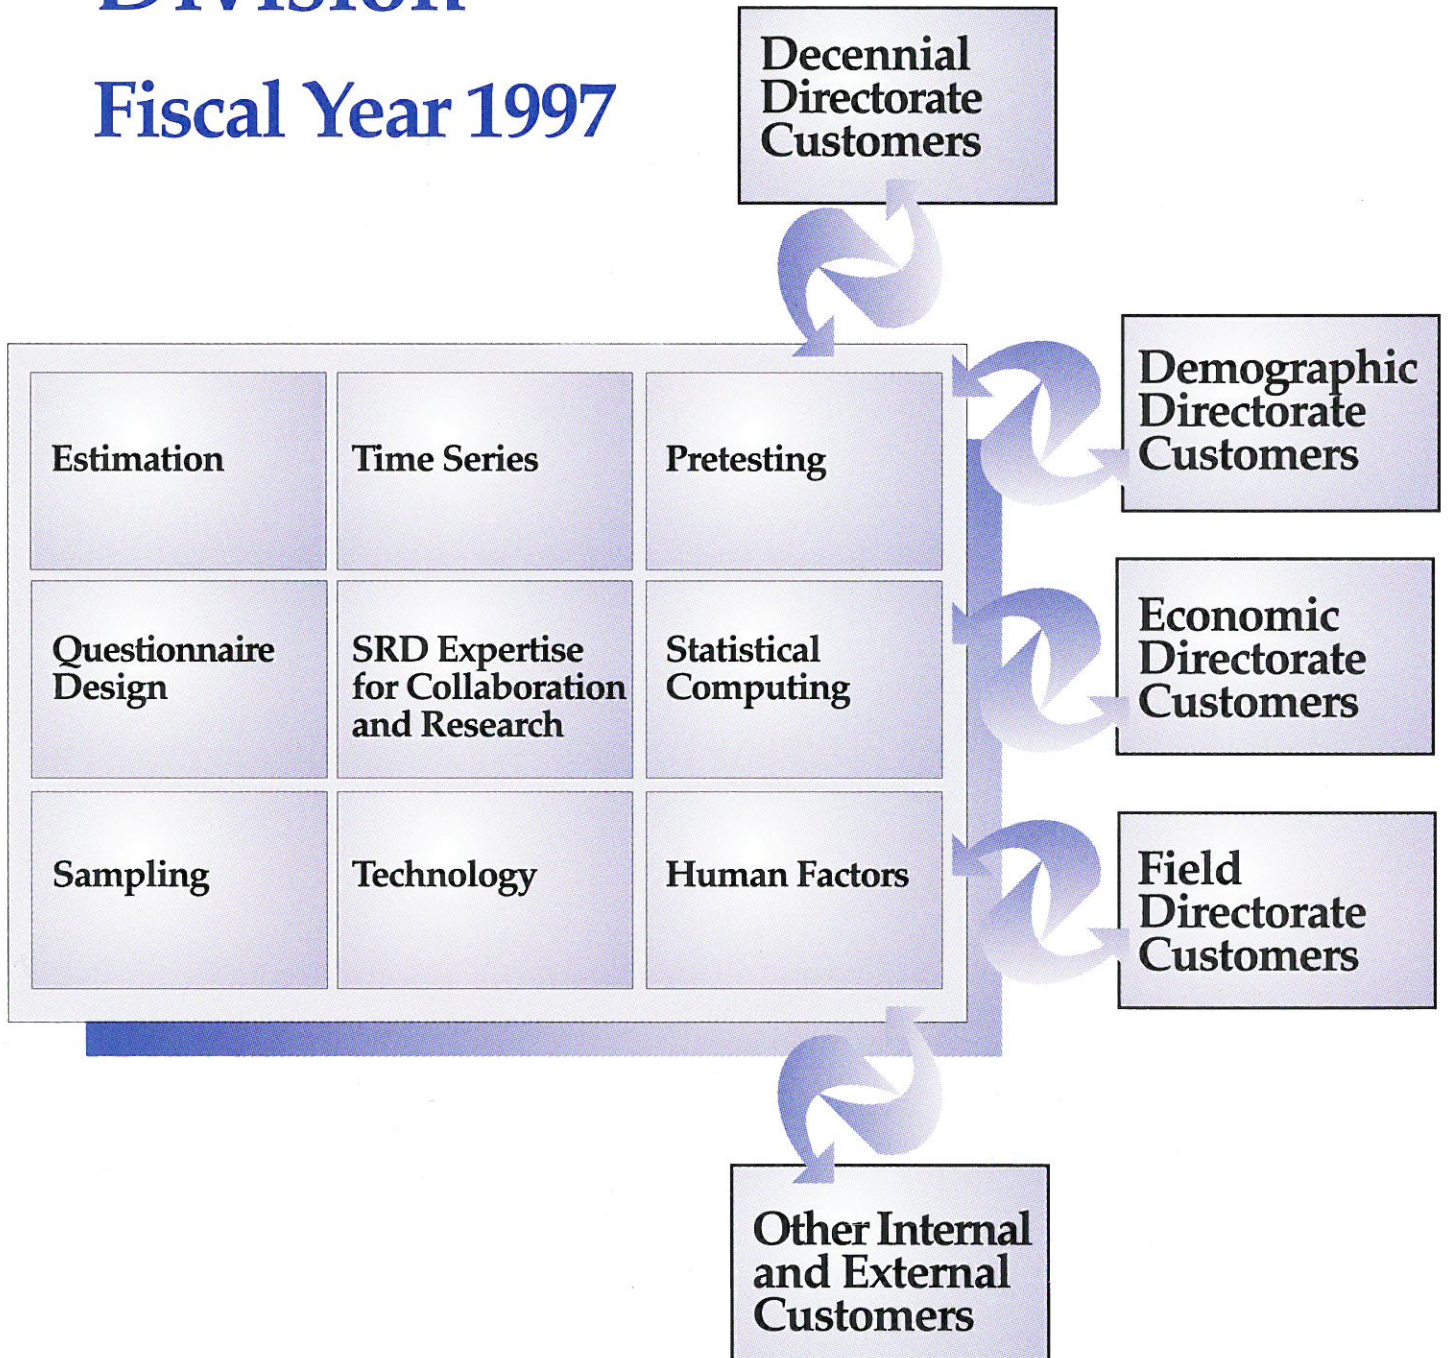 Division
Fiscal Year 1997
Decennial
Directorate
Customers
Demographic
Directorate
Customers
Estimation
Time Series
Pretesting
Economic
Directorate
Customers
Questionnaire
Design
SRD Expertise
for Collaboration
and Research
Statistical
Computing
Field
Directorate
Customers
Sampling
Technology
Human Factors
Other Internal
and External
Customers